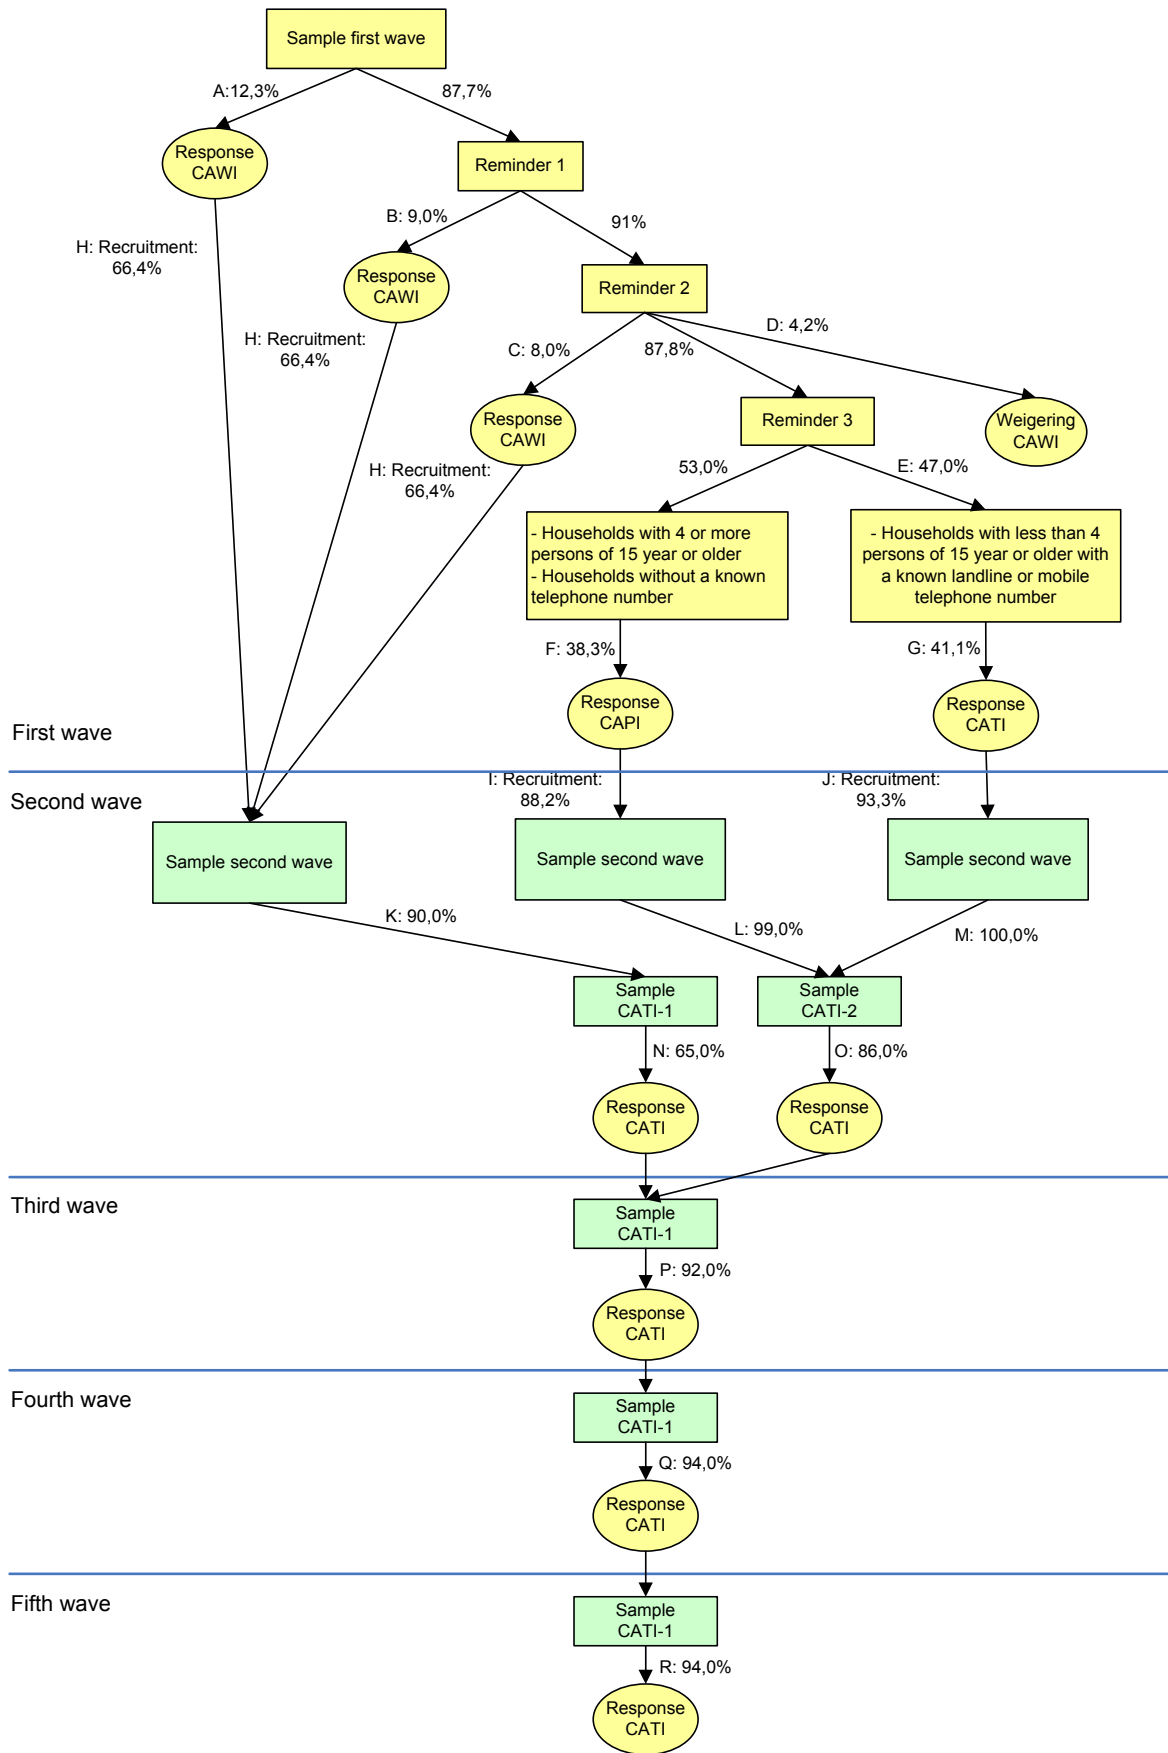 Sample first wave
A:12,3%
87,7%
Response
CAWI
Reminder 1
B: 9,0%
91%
H: Recruitment:
66,4%
Response
CAWI
Reminder 2
D: 4,2%
H: Recruitment:
66,4%
C: 8,0%
87,8%
Response
CAWI
Reminder 3
Weigering
CAWI
H: Recruitment:
66,4%
53,0%
E: 47,0%
- Households with 4 or more
persons of 15 year or older
- Households without a known
telephone number
- Households with less than 4
persons of 15 year or older with
a known landline or mobile
telephone number
F: 38,3%
G: 41,1%
Response
CAPI
Response
CATI
First wave
Second wave
I: Recruitment:
88,2%
J: Recruitment:
93,3%
Sample second wave
Sample second wave
Sample second wave
K: 90,0%
L: 99,0%
M: 100,0%
Sample
CATI-1
Sample
CATI-2
N: 65,0%
O: 86,0%
Response
CATI
Response
CATI
Third wave
Sample
CATI-1
P: 92,0%
Response
CATI
Fourth wave
Sample
CATI-1
Q: 94,0%
Response
CATI
Fifth wave
Sample
CATI-1
R: 94,0%
Response
CATI